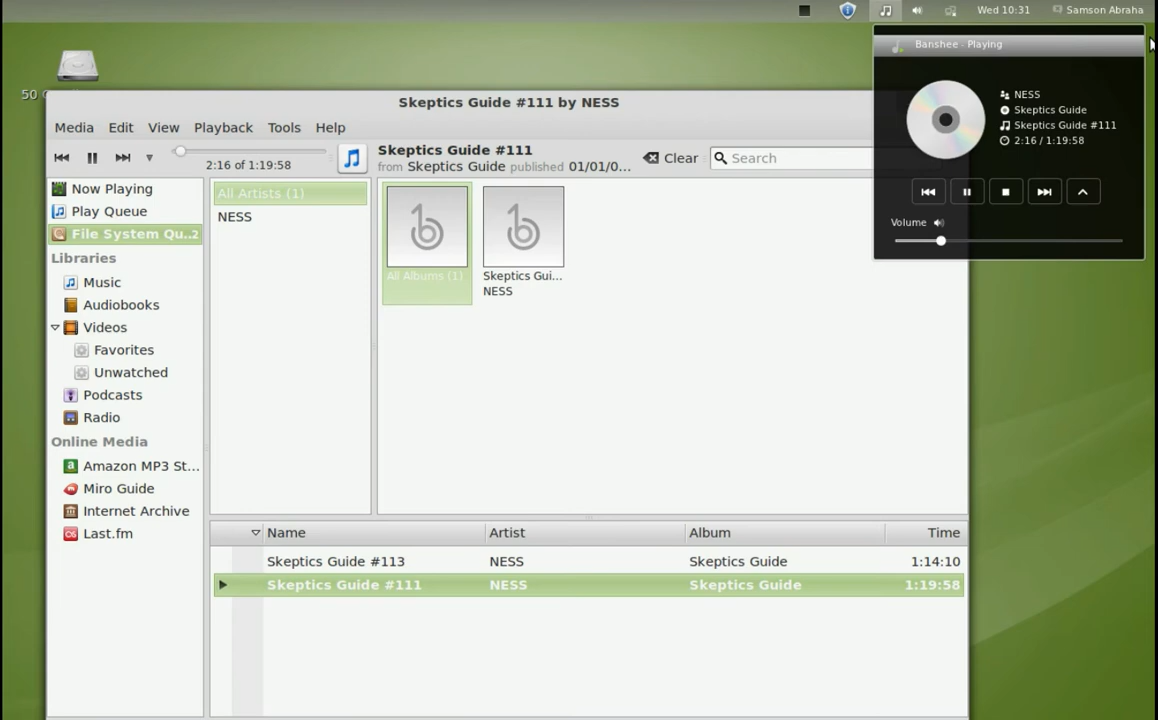 Wed 10:31 Samson Abraha
Banshee - Playing
NESS
Skeptics Guide
Skeptics Guide #111
2:16 / 1:19:58
Volume
50 G
Skeptics Guide #111 by NESS
Media Edit View Playback Tools Help
2:16 of 1:19:58
Skeptics Guide #111
from Skeptics Guide published 01/01/0...
Clear
Search
Now Playing
Play Queue
File System Qu..2
Libraries
Music
Audiobooks
Videos
Favorites
Unwatched
Podcasts
Radio
Online Media
Amazon MP3 St...
Miro Guide
Internet Archive
Last.fm
All Artists (1)
NESS
All Albums (1)
Skeptics Gui...
NESS
Name Artist Album Time
Skeptics Guide #113 NESS Skeptics Guide 1:14:10
Skeptics Guide #111 NESS Skeptics Guide 1:19:58